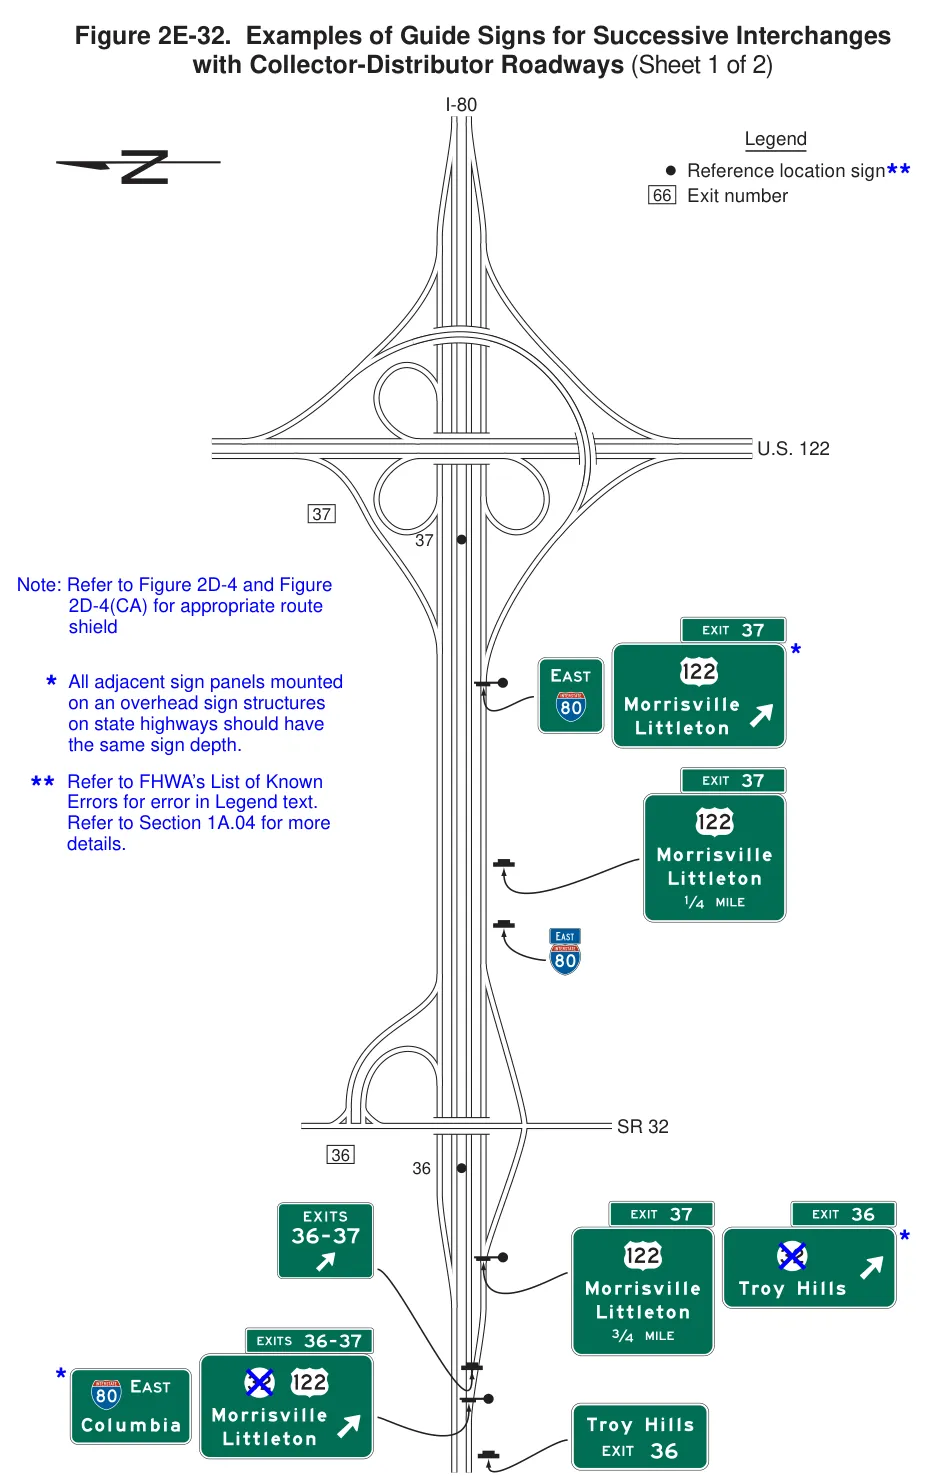 Figure 2E-32. Examples of Guide Signs for Successive Interchanges
with Collector-Distributor Roadways (Sheet 1 of 2)
I-80
N
Legend
Reference location sign**
66 Exit number
U.S. 122
37
37
Note: Refer to Figure 2D-4 and Figure
2D-4(CA) for appropriate route
shield
* All adjacent sign panels mounted
on an overhead sign structures
on state highways should have
the same sign depth.
** Refer to FHWA's List of Known
Errors for error in Legend text.
Refer to Section 1A.04 for more
details.
EAST
INTERSTATE
80
EXIT 37
*
122
Morrisville
Littleton
EXIT 37
122
Morrisville
Littleton
1/4 MILE
EAST
INTERSTATE
80
SR 32
36
36
EXITS
36-37
EXIT 37
122
Morrisville
Littleton
3/4 MILE
EXIT 36
*
32
Troy Hills
*
INTERSTATE
80 EAST
Columbia
EXITS 36-37
32 122
Morrisville
Littleton
Troy Hills
EXIT 36